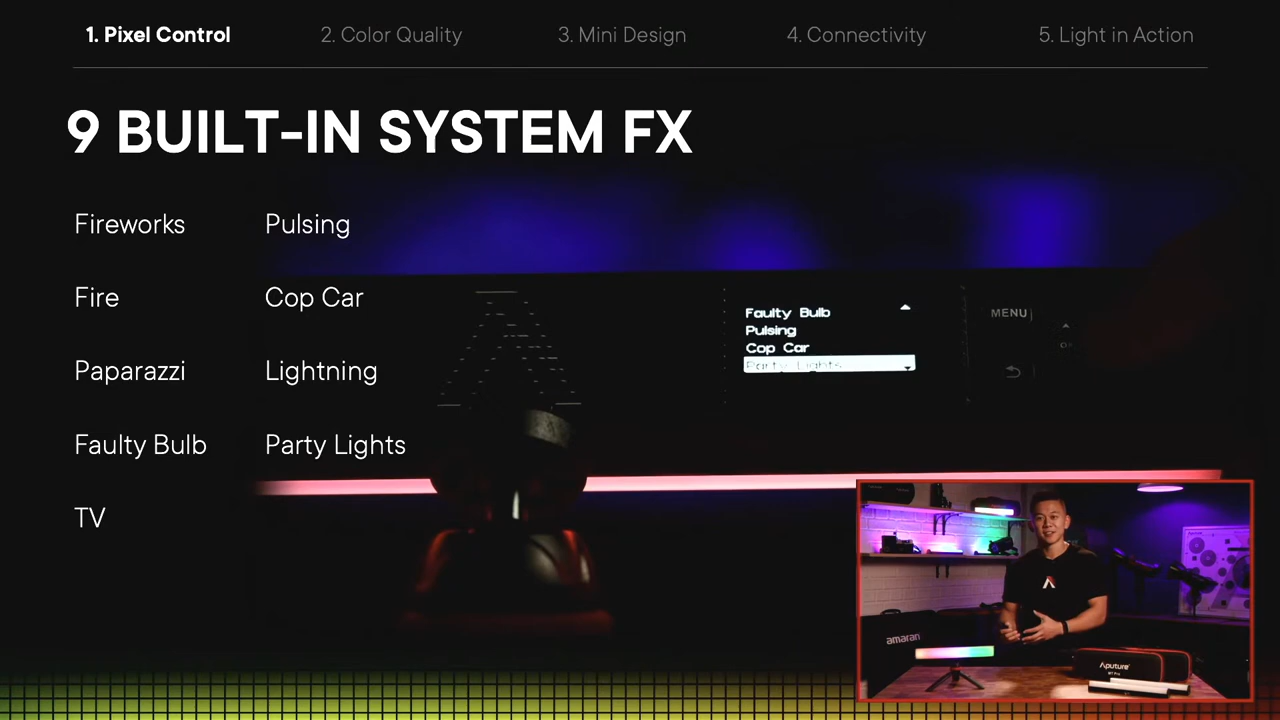 1. Pixel Control
2. Color Quality
3. Mini Design
4. Connectivity
5. Light in Action
9 BUILT-IN SYSTEM FX
Fireworks
Pulsing
Fire
Cop Car
Paparazzi
Lightning
Faulty Bulb
Party Lights
TV
Faulty Bulb
Pulsing
Cop Car
Party Lights
MENU
amaran
Aputure